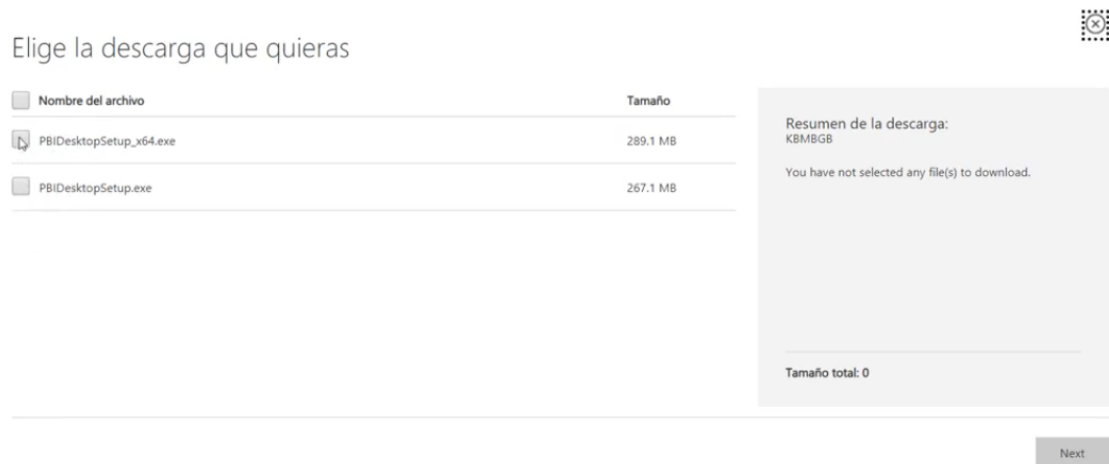 Elige la descarga que quieras
Nombre del archivo Tamaño
PBIDesktopSetup_x64.exe 289.1 MB
PBIDesktopSetup.exe 267.1 MB
Resumen de la descarga:
KBMBGB
You have not selected any file(s) to download.
Tamaño total: 0
Next